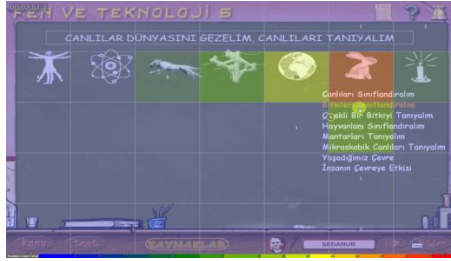 FEN VE TEKNOLOJİ 5
?
CANLILAR DÜNYASINI GEZELİM, CANLILARI TANIYALIM
Canlıları Sınıflandıralım
Bitkileri Sınıflandıralım
Çiçekli Bir Bitkiyi Tanıyalım
Hayvanları Sınıflandıralım
Mantarları Tanıyalım
Mikroskobik Canlıları Tanıyalım
Yaşadığımız Çevre
İnsanın Çevreye Etkisi
konu
test
KAYNAKLAR
SEDANUR